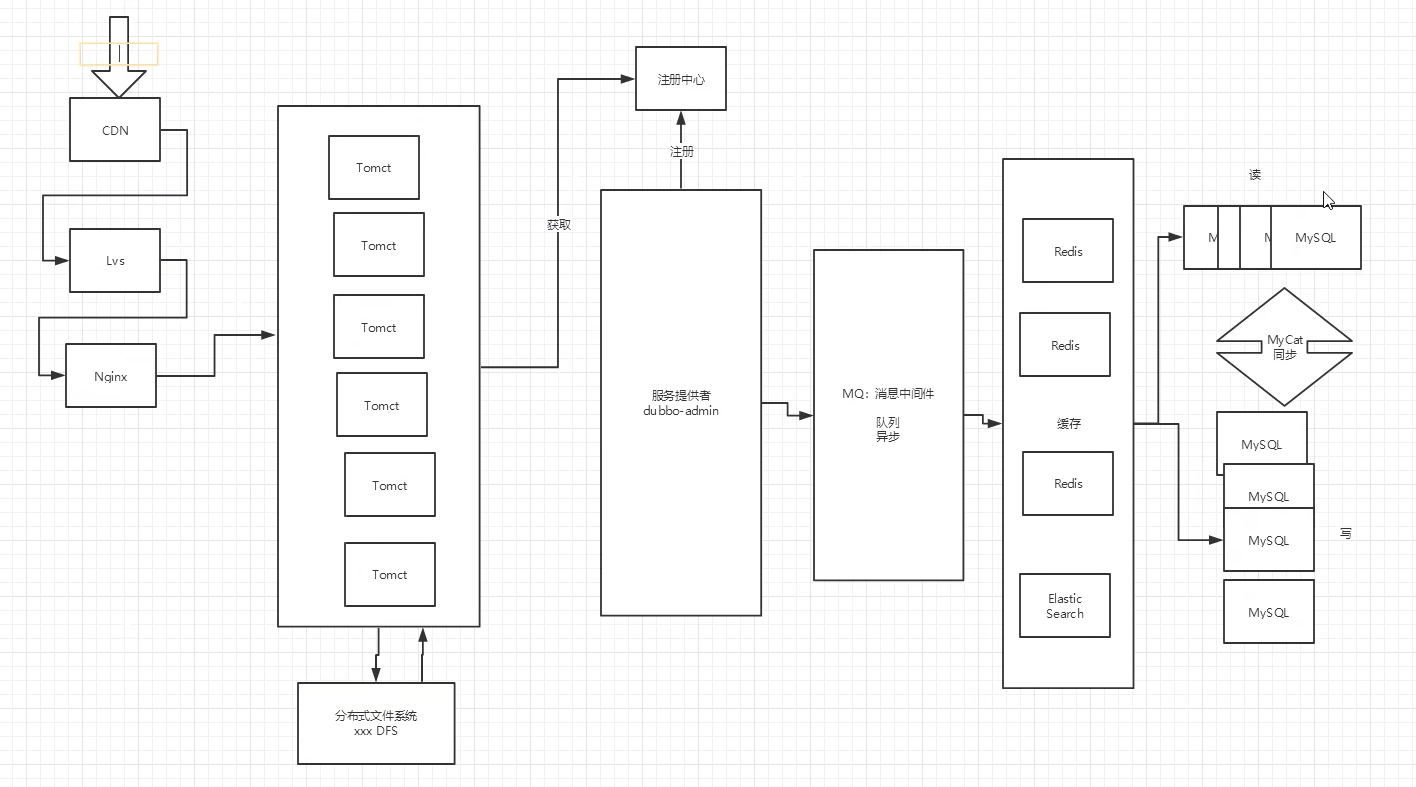 CDN
Lvs
Nginx
Tomct
Tomct
Tomct
Tomct
Tomct
Tomct
分布式文件系统
xxx DFS
获取
注册中心
注册
服务提供者
dubbo-admin
MQ：消息中间件
队列
异步
Redis
Redis
缓存
Redis
Elastic
Search
读
M
M
MySQL
MyCat
同步
MySQL
MySQL
MySQL
写
MySQL